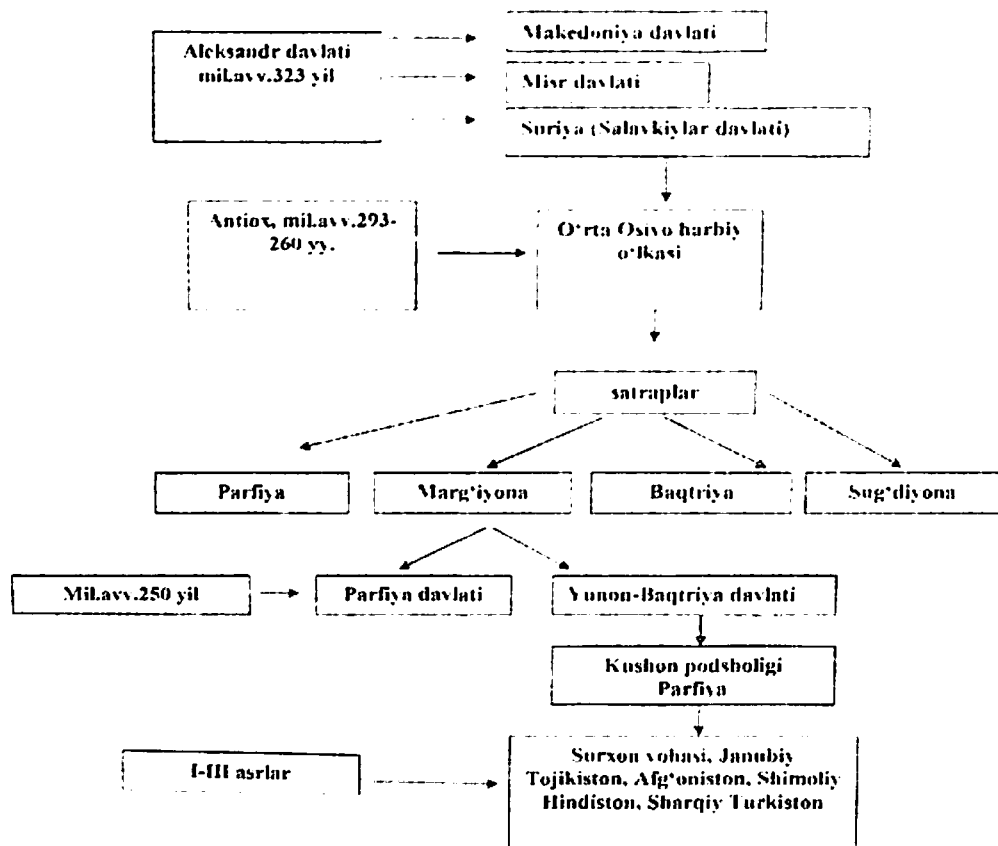 Aleksandr davlati
mil.avv.323 yil
Makedoniya davlati
Misr davlati
Suriya (Salavkiylar davlati)
Antiox, mil.avv.293-
260 yy.
O‘rta Osiyo harbiy
o‘lkasi
satraplar
Parfiya
Marg‘iyona
Baqtriya
Sug‘diyona
Mil.avv.250 yil
Parfiya davlati
Yunon-Baqtriya davlati
Kushon podsholigi
Parfiya
I-III asrlar
Surxon vohasi, Janubiy
Tojikiston, Afg‘oniston, Shimoliy
Hindiston, Sharqiy Turkiston